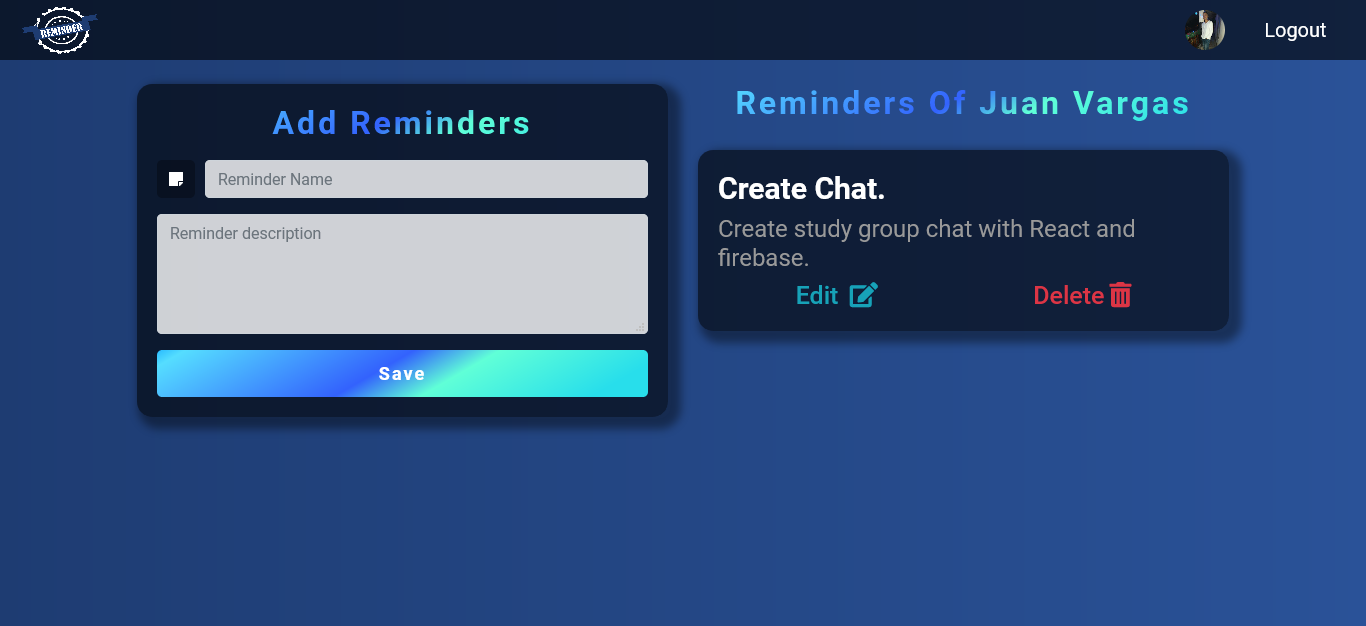 REMINDER
Logout
Add Reminders
Reminder Name
Reminder description
Save
Reminders Of Juan Vargas
Create Chat.
Create study group chat with React and
firebase.
Edit
Delete